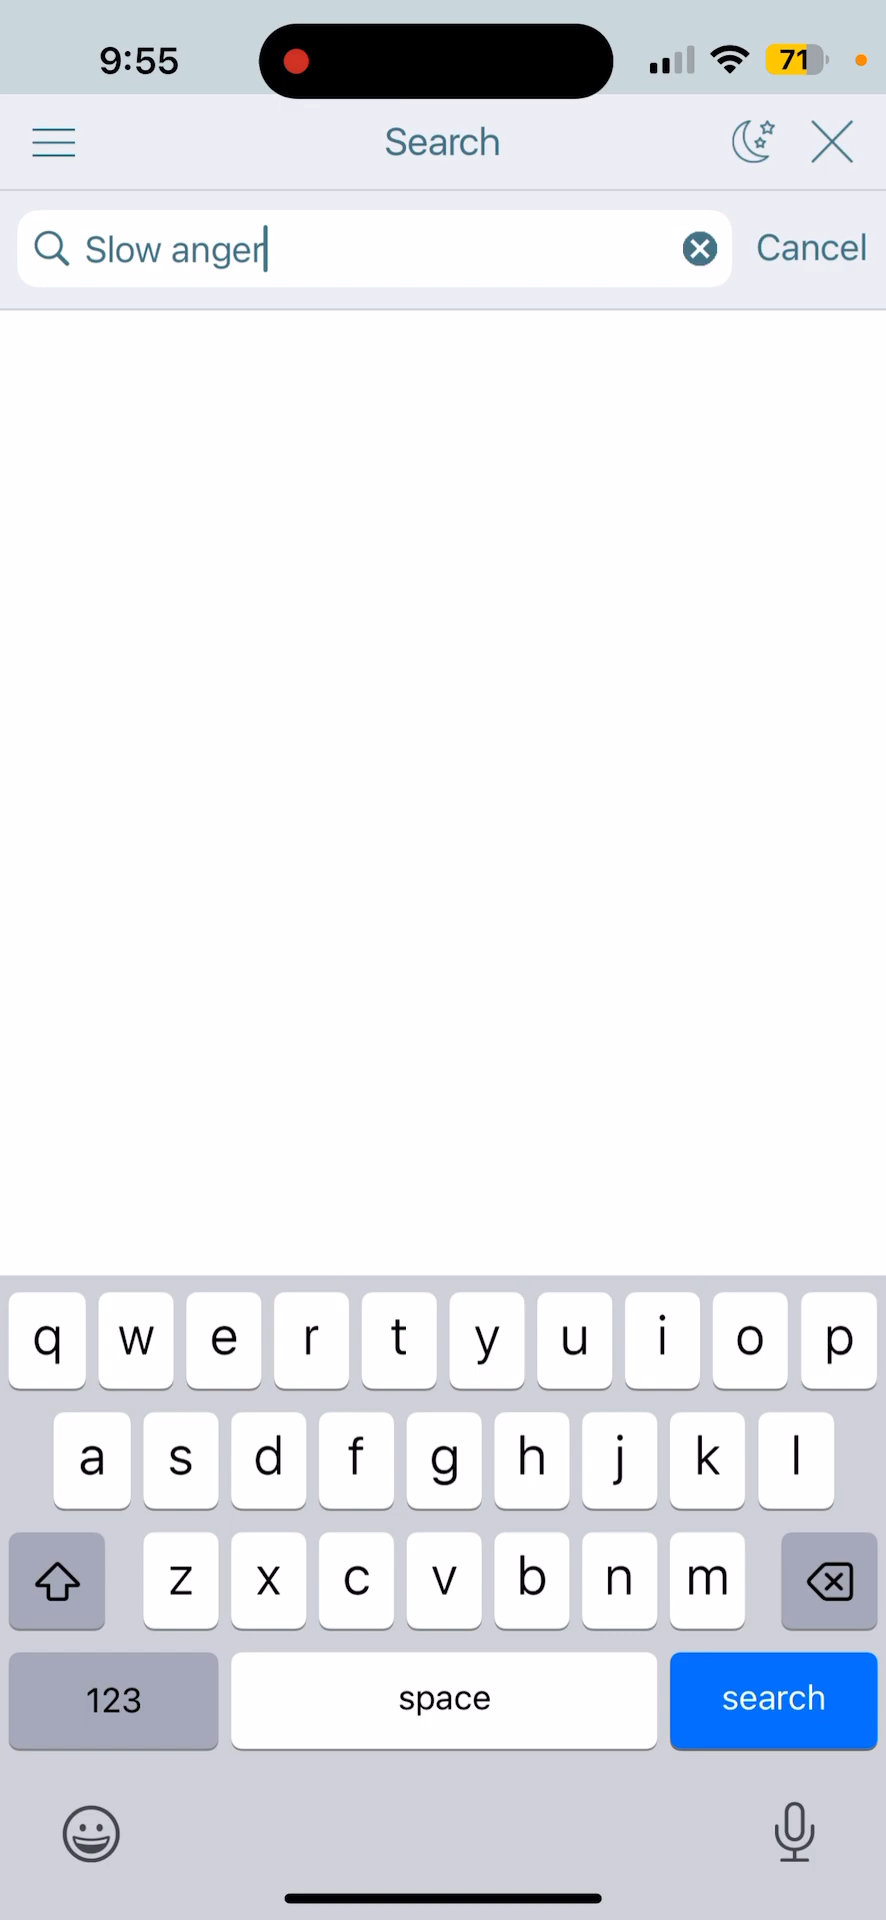 9:55
71
Search
Slow anger
Cancel
q w e r t y u i o p
a s d f g h j k l
z x c v b n m
123 space search